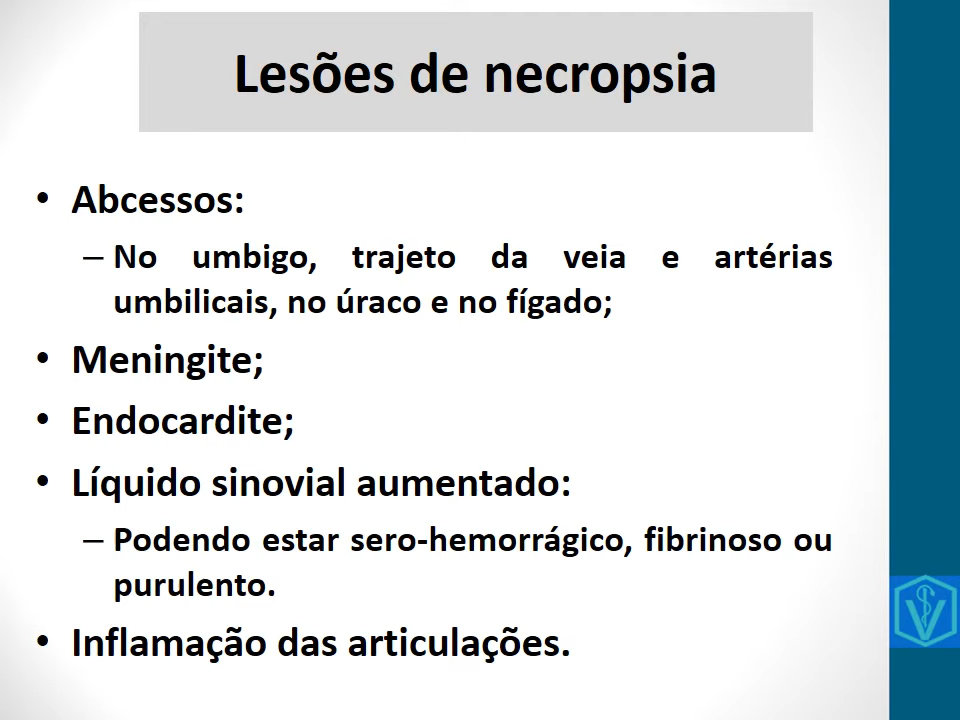 Lesões de necropsia
• Abcessos:
– No umbigo, trajeto da veia e artérias
umbilicais, no úraco e no fígado;
• Meningite;
• Endocardite;
• Líquido sinovial aumentado:
– Podendo estar sero-hemorrágico, fibrinoso ou
purulento.
• Inflamação das articulações.
V